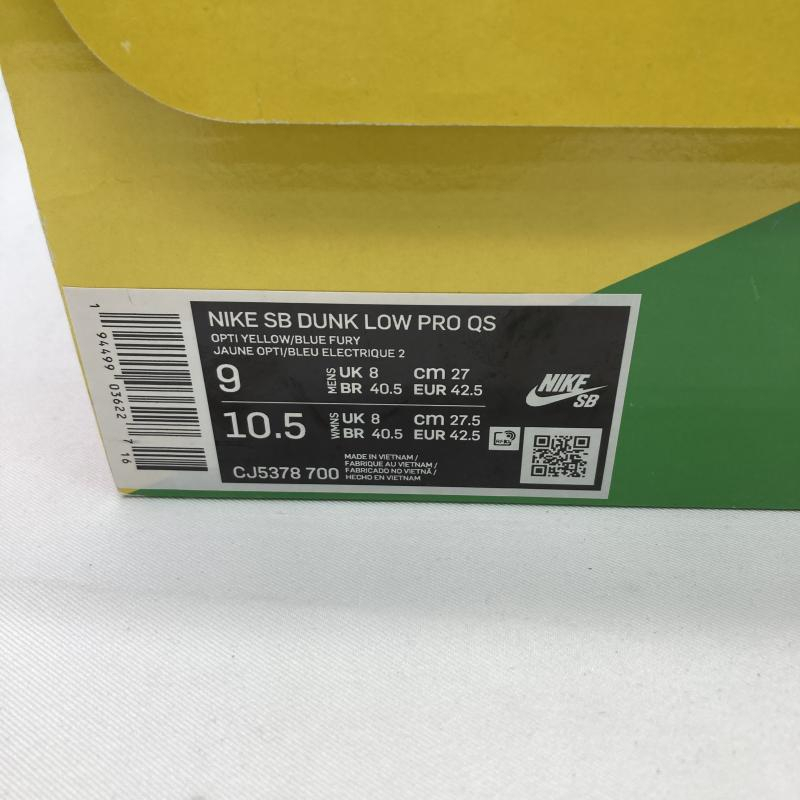 NIKE SB DUNK LOW PRO QS
OPTI YELLOW/BLUE FURY
JAUNE OPTI/BLEU ELECTRIQUE 2
9 MENS UK 8 cm 27
BR 40.5 EUR 42.5
10.5 WMNS UK 8 cm 27.5
BR 40.5 EUR 42.5
CJ5378 700
MADE IN VIETNAM /
FABRIQUE AU VIETNAM /
FABRICADO NO VIETNÃ /
HECHO EN VIETNAM
NIKE
SB
1 94499 03622 7 16